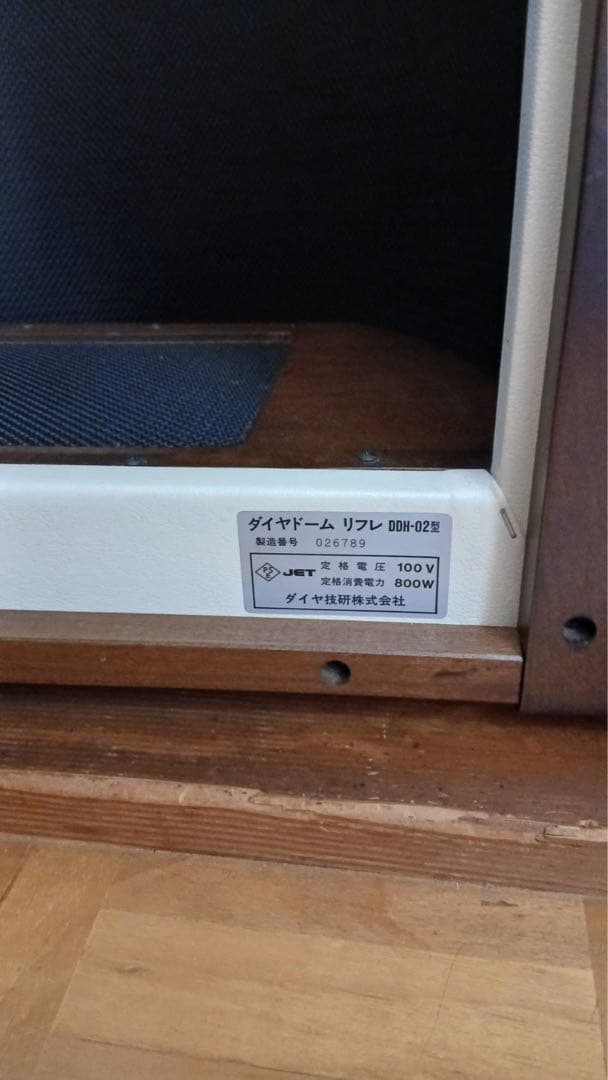 ダイヤドーム リフレ DDH-02型
製造番号 026789
PSE JET 定格電圧 100V
定格消費電力 800W
ダイヤ技研株式会社